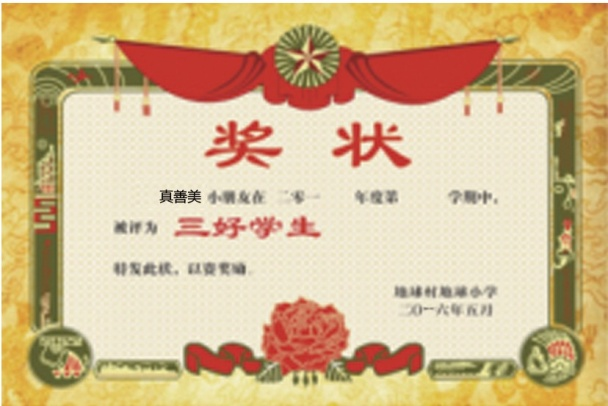 奖 状
真善美 小朋友在 二零一 年度第 学期中,
被评为 三好学生
特发此状，以资奖励。
地球村地球小学
二〇一六年五月